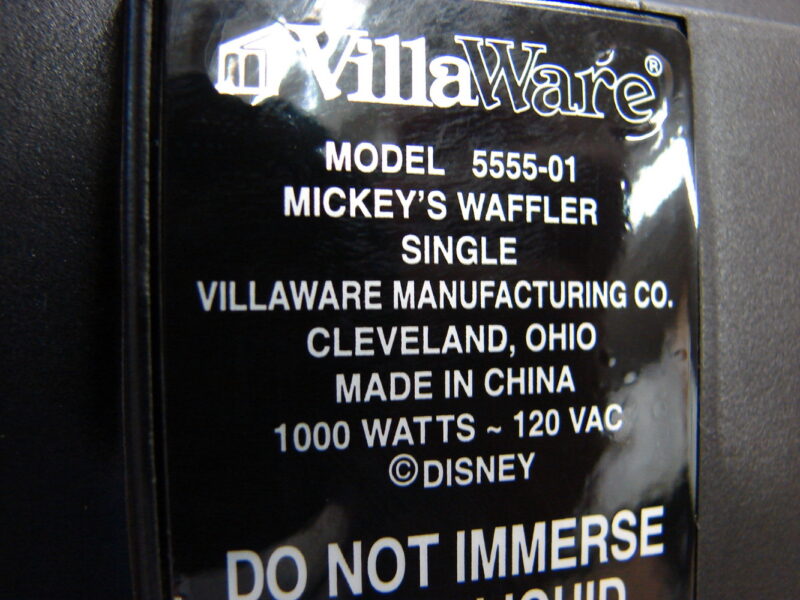 VillaWare®
MODEL 5555-01
MICKEY'S WAFFLER
SINGLE
VILLAWARE MANUFACTURING CO.
CLEVELAND, OHIO
MADE IN CHINA
1000 WATTS ~ 120 VAC
©DISNEY
DO NOT IMMERSE
LIQUID